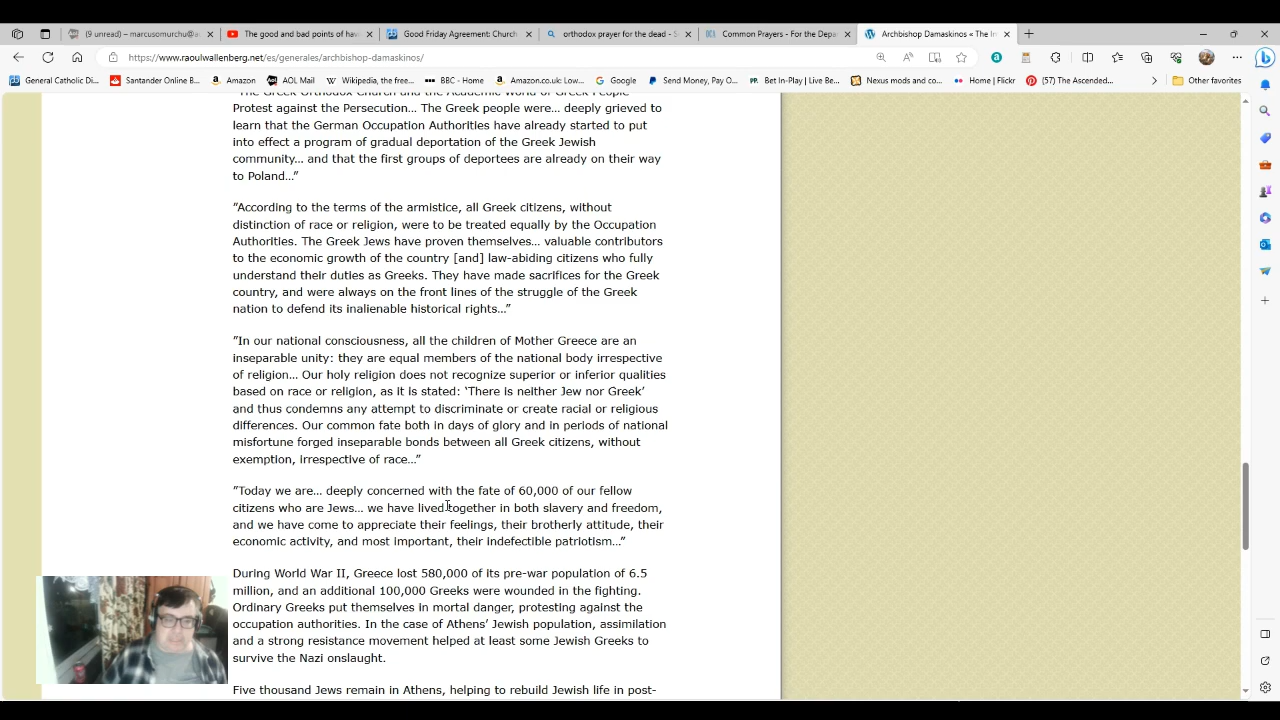 (9 unread) – marcusomurchu@a
The good and bad points of hav
Good Friday Agreement: Church
orthodox prayer for the dead - S
Common Prayers - For the Depa
Archbishop Damaskinos « The In
https://www.raoulwallenberg.net/es/generales/archbishop-damaskinos/
General Catholic Di...
Santander Online B...
Amazon
AOL Mail
Wikipedia, the free...
BBC - Home
Amazon.co.uk: Low...
Google
Send Money, Pay O...
Bet In-Play | Live Be...
Nexus mods and co...
Home | Flickr
(57) The Ascended...
Other favorites
"The Greek Orthodox Church and the Academic World of Greek People
Protest against the Persecution… The Greek people were… deeply grieved to
learn that the German Occupation Authorities have already started to put
into effect a program of gradual deportation of the Greek Jewish
community… and that the first groups of deportees are already on their way
to Poland…”
”According to the terms of the armistice, all Greek citizens, without
distinction of race or religion, were to be treated equally by the Occupation
Authorities. The Greek Jews have proven themselves… valuable contributors
to the economic growth of the country [and] law-abiding citizens who fully
understand their duties as Greeks. They have made sacrifices for the Greek
country, and were always on the front lines of the struggle of the Greek
nation to defend its inalienable historical rights…”
”In our national consciousness, all the children of Mother Greece are an
inseparable unity: they are equal members of the national body irrespective
of religion… Our holy religion does not recognize superior or inferior qualities
based on race or religion, as it is stated: ‘There is neither Jew nor Greek’
and thus condemns any attempt to discriminate or create racial or religious
differences. Our common fate both in days of glory and in periods of national
misfortune forged inseparable bonds between all Greek citizens, without
exemption, irrespective of race…”
”Today we are… deeply concerned with the fate of 60,000 of our fellow
citizens who are Jews… we have lived together in both slavery and freedom,
and we have come to appreciate their feelings, their brotherly attitude, their
economic activity, and most important, their indefectible patriotism…”
During World War II, Greece lost 580,000 of its pre-war population of 6.5
million, and an additional 100,000 Greeks were wounded in the fighting.
Ordinary Greeks put themselves in mortal danger, protesting against the
occupation authorities. In the case of Athens’ Jewish population, assimilation
and a strong resistance movement helped at least some Jewish Greeks to
survive the Nazi onslaught.
Five thousand Jews remain in Athens, helping to rebuild Jewish life in post-